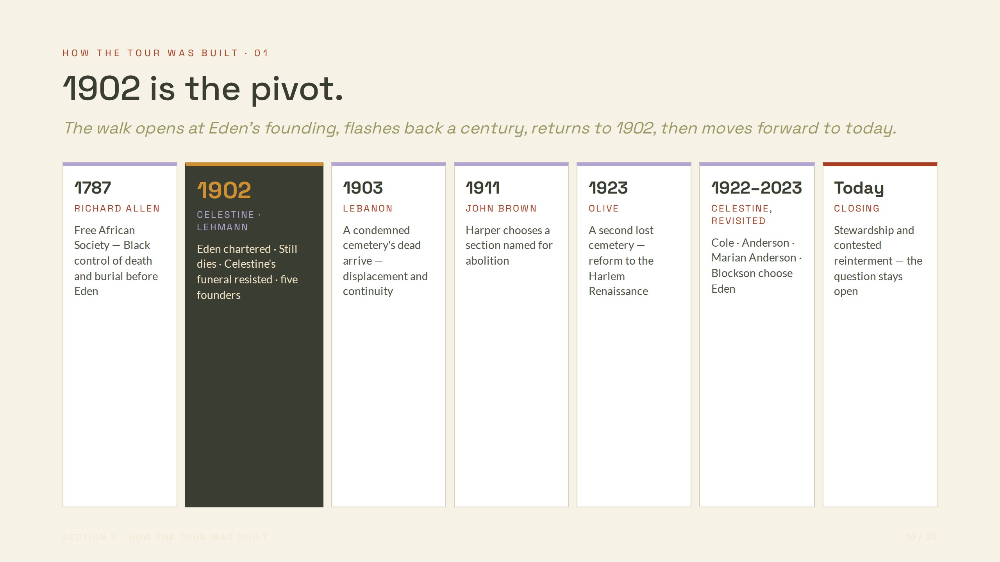 HOW THE TOUR WAS BUILT · 01
1902 is the pivot.
The walk opens at Eden’s founding, flashes back a century, returns to 1902, then moves forward to today.
1787
RICHARD ALLEN
Free African
Society — Black
control of death
and burial before
Eden
1902
CELESTINE ·
LEHMANN
Eden chartered · Still
dies · Celestine's
funeral resisted · five
founders
1903
LEBANON
A condemned
cemetery's dead
arrive —
displacement and
continuity
1911
JOHN BROWN
Harper chooses a
section named for
abolition
1923
OLIVE
A second lost
cemetery —
reform to the
Harlem
Renaissance
1922–2023
CELESTINE,
REVISITED
Cole · Anderson ·
Marian Anderson ·
Blockson choose
Eden
Today
CLOSING
Stewardship and
contested
reinterment — the
question stays
open
SECTION 2 · HOW THE TOUR WAS BUILT
19 / 30